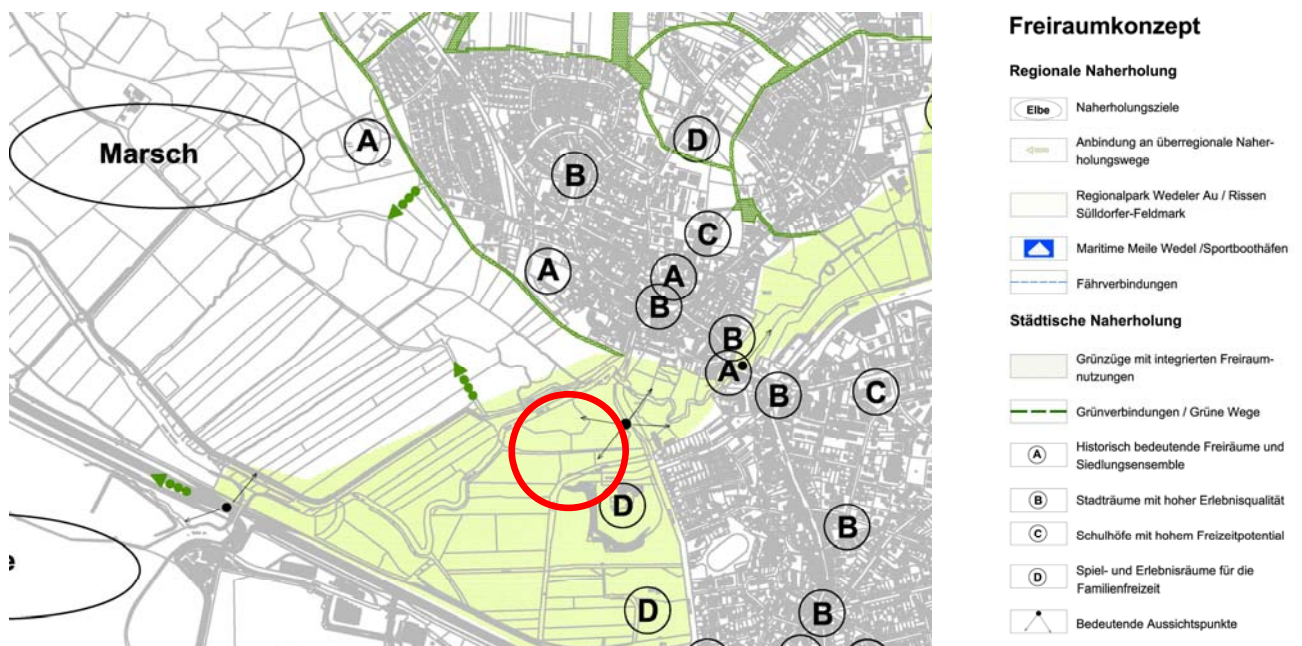 Marsch
A
D
B
C
A
A
B
B
A
B
C
D
B
D
B
e
Freiraumkonzept
Regionale Naherholung
Elbe Naherholungsziele
Anbindung an überregionale Naher-
holungswege
Regionalpark Wedeler Au / Rissen
Sülldorfer-Feldmark
Maritime Meile Wedel /Sportboothäfen
Fährverbindungen
Städtische Naherholung
Grünzüge mit integrierten Freiraum-
nutzungen
Grünverbindungen / Grüne Wege
A Historisch bedeutende Freiräume und
Siedlungsensemble
B Stadträume mit hoher Erlebnisqualität
C Schulhöfe mit hohem Freizeitpotential
D Spiel- und Erlebnisräume für die
Familienfreizeit
Bedeutende Aussichtspunkte